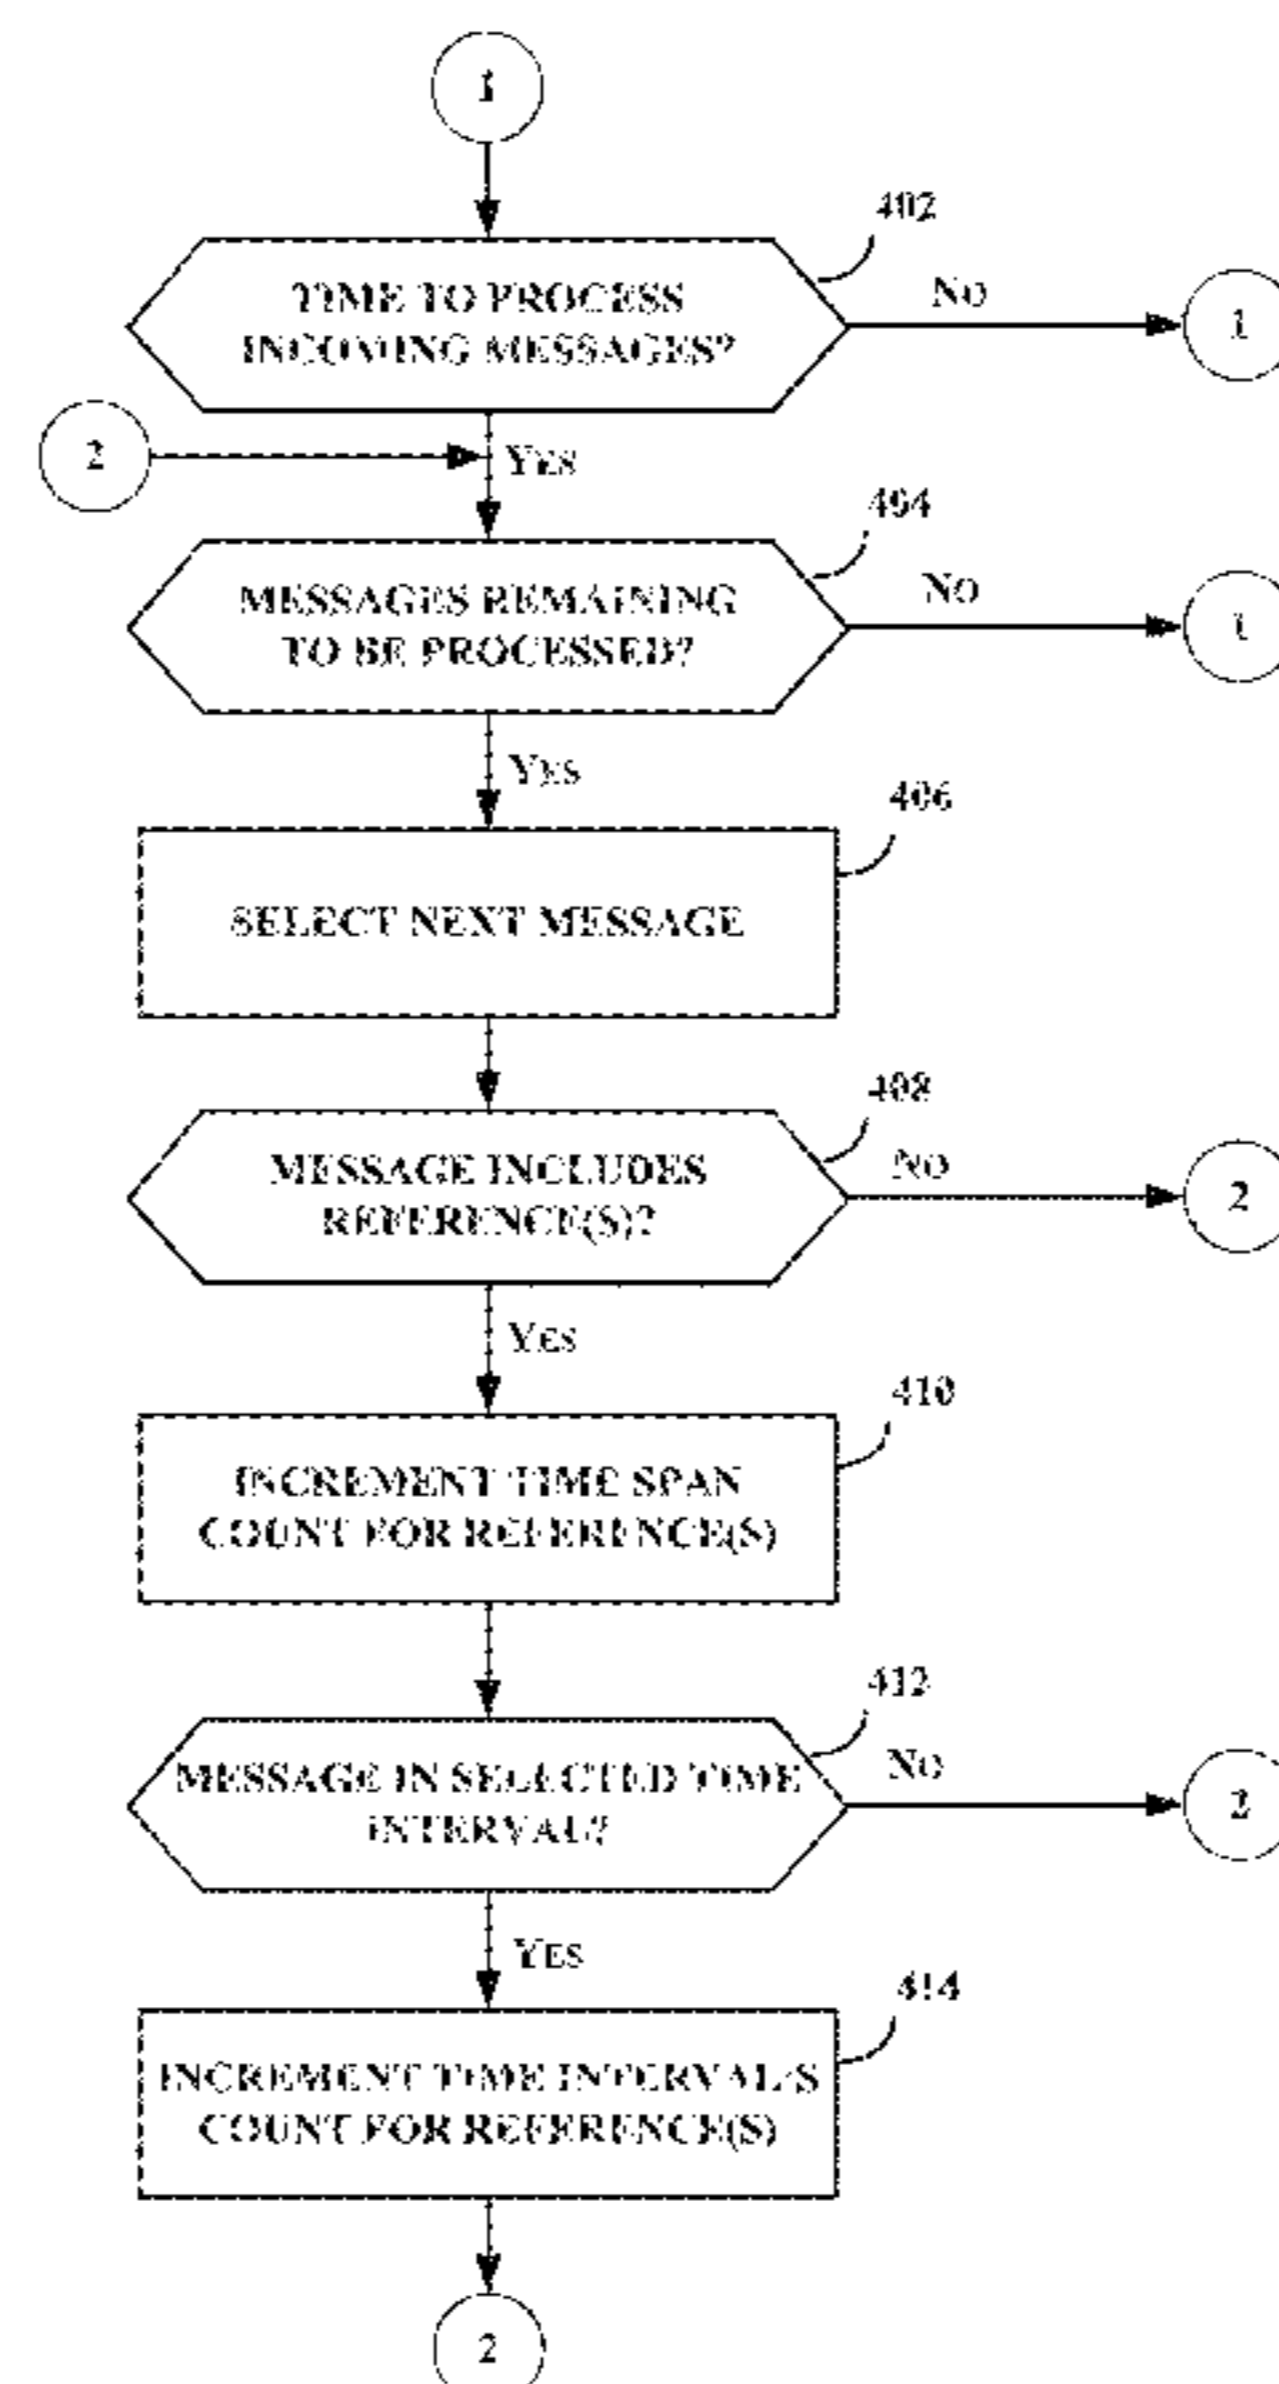 1
402
TIME TO PROCESS
INCOMING MESSAGES?
NO
1
2
YES
404
MESSAGES REMAINING
TO BE PROCESSED?
NO
1
YES
406
SELECT NEXT MESSAGE
408
MESSAGE INCLUDES
REFERENCE(S)?
NO
2
YES
410
INCREMENT TIME SPAN
COUNT FOR REFERENCE(S)
412
MESSAGE IN SELECTED TIME
INTERVAL?
NO
2
YES
414
INCREMENT TIME INTERVAL'S
COUNT FOR REFERENCE(S)
2